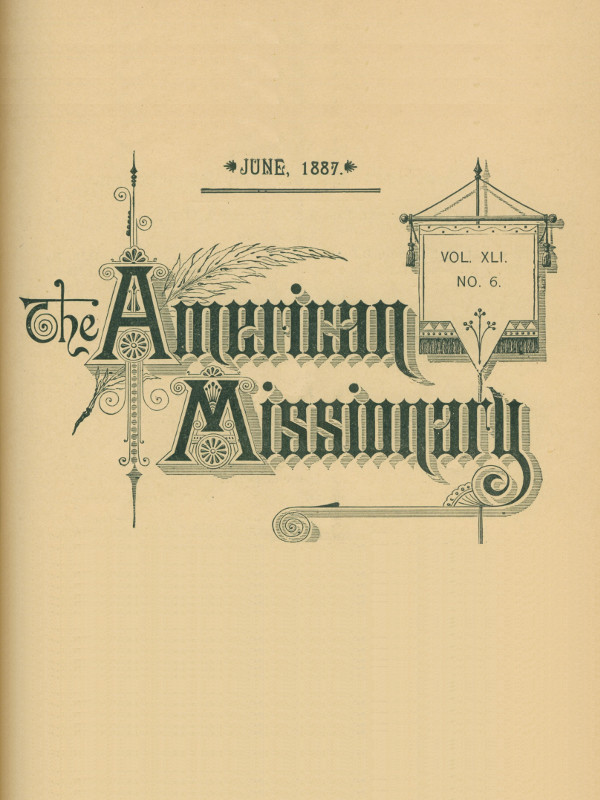 JUNE, 1887.
VOL. XLI.
NO. 6.
The American
Missionary